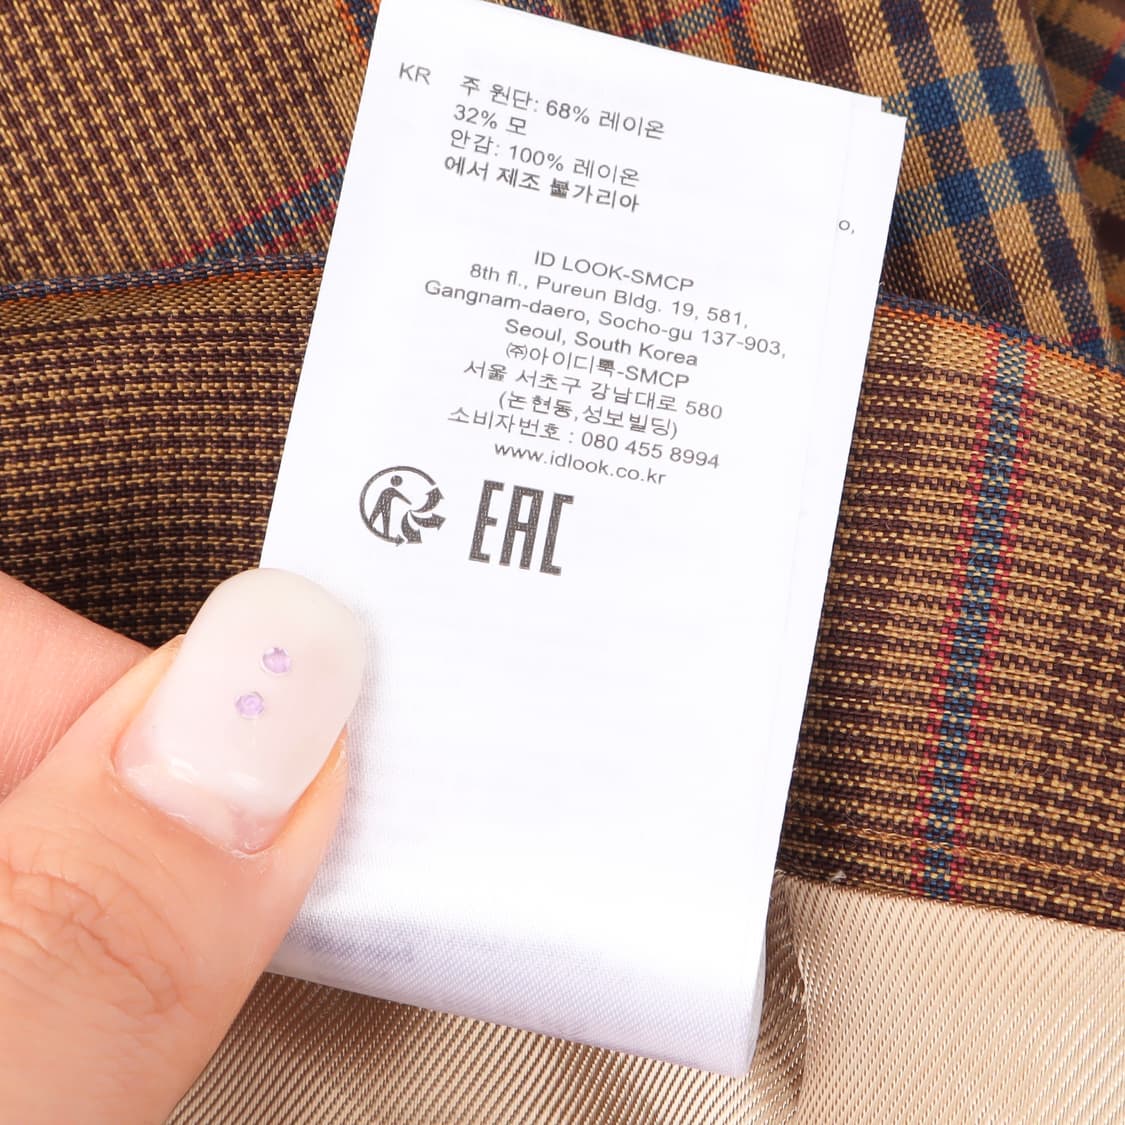 KR 주 원단: 68% 레이온
32% 모
안감: 100% 레이온
에서 제조 불가리아
o,
ID LOOK-SMCP
8th fl., Pureun Bldg. 19, 581,
Gangnam-daero, Socho-gu 137-903,
Seoul, South Korea
㈜아이디룩-SMCP
서울 서초구 강남대로 580
(논현동,성보빌딩)
소비자번호 : 080 455 8994
www.idlook.co.kr
EAC